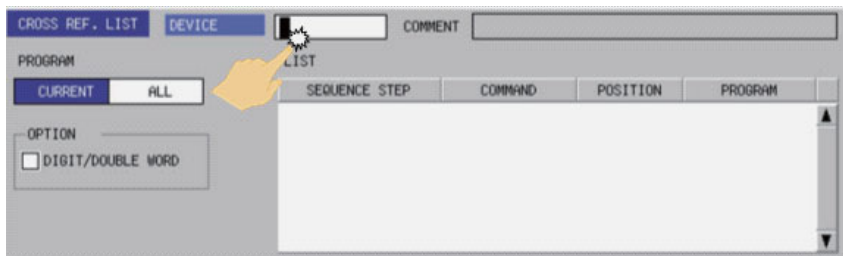 CROSS REF. LIST DEVICE COMMENT
PROGRAM LIST
CURRENT ALL SEQUENCE STEP COMMAND POSITION PROGRAM
OPTION
DIGIT/DOUBLE WORD